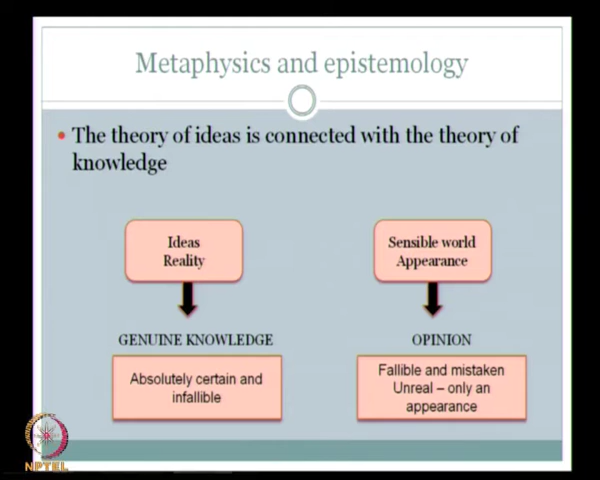 Metaphysics and epistemology
• The theory of ideas is connected with the theory of
knowledge
Ideas
Reality
Sensible world
Appearance
GENUINE KNOWLEDGE
OPINION
Absolutely certain and
infallible
Fallible and mistaken
Unreal – only an
appearance
NPTEL